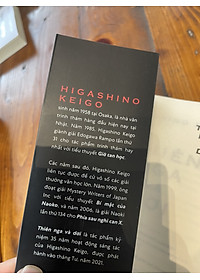 HIGASHINO
KEIGO
sinh năm 1958 tại Osaka, là nhà văn
trinh thám hàng đầu hiện nay tại
Nhật. Năm 1985, Higashino Keigo
giành giải Edogawa Rampo lần thứ
31 cho tác phẩm trinh thám hay
nhất với tiểu thuyết Giờ tan học.
Các năm sau đó, Higashino Keigo
liên tục được đề cử và sổ các giải
thưởng văn học lớn. Năm 1999, ông
đoạt giải Mystery Writers of Japan
Inc với tiểu thuyết Bí mật của
Naoko, và năm 2006, là giải Naoki
lần thứ 134 cho Phía sau nghi can X.
Thiên nga và dơi là tác phẩm kỷ
niệm 35 năm hoạt động sáng tác
của Higashino Keigo, được phát
hành vào tháng Tư, năm 2021.